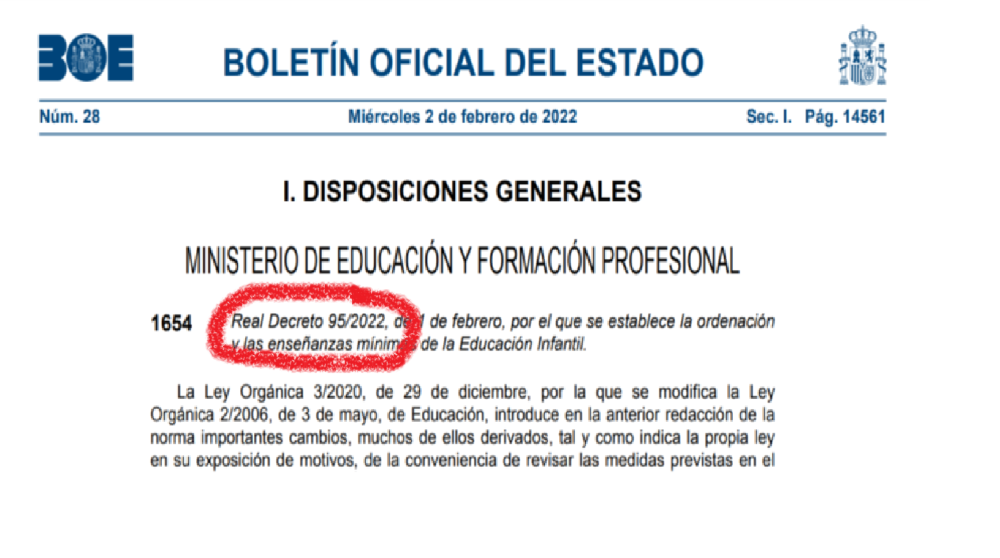 BOE
BOLETÍN OFICIAL DEL ESTADO
Núm. 28 Miércoles 2 de febrero de 2022 Sec. I. Pág. 14561
I. DISPOSICIONES GENERALES
MINISTERIO DE EDUCACIÓN Y FORMACIÓN PROFESIONAL
1654 Real Decreto 95/2022, de 1 de febrero, por el que se establece la ordenación
y las enseñanzas mínimas de la Educación Infantil.
La Ley Orgánica 3/2020, de 29 de diciembre, por la que se modifica la Ley
Orgánica 2/2006, de 3 de mayo, de Educación, introduce en la anterior redacción de la
norma importantes cambios, muchos de ellos derivados, tal y como indica la propia ley
en su exposición de motivos, de la conveniencia de revisar las medidas previstas en el